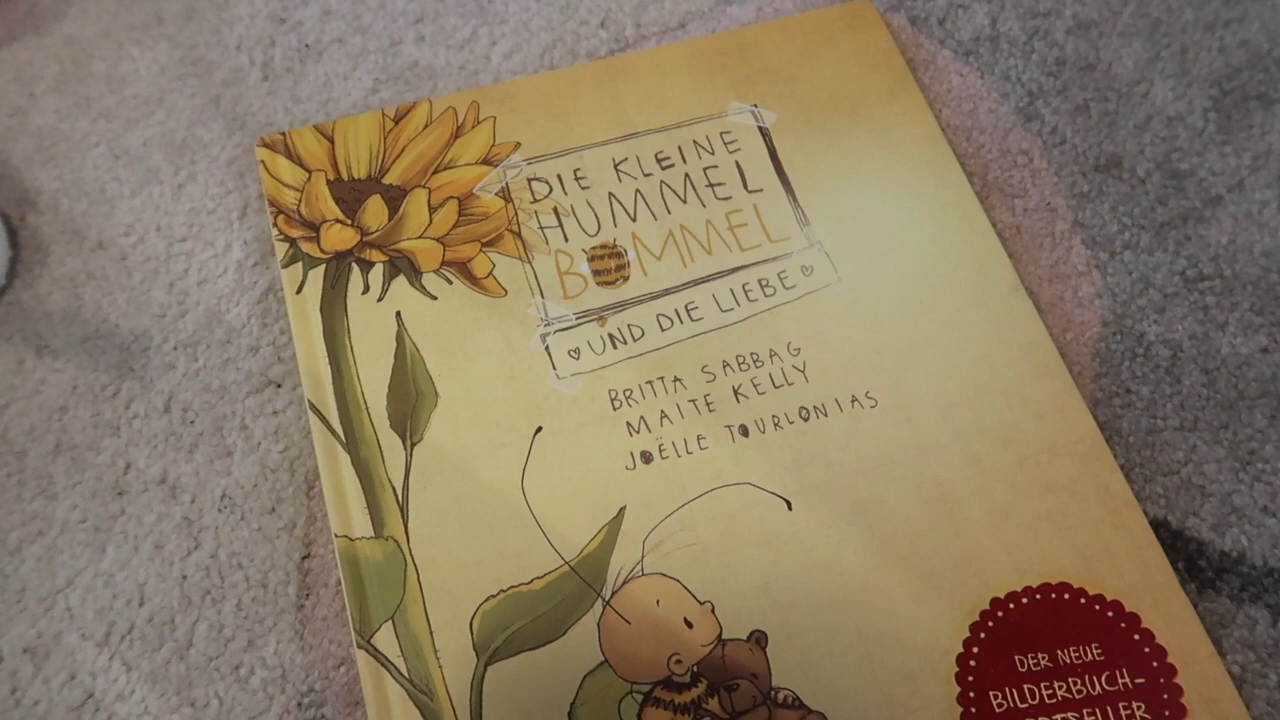 DIE KLEINE
HUMMEL
BOMMEL
UND DIE LIEBE
BRITTA SABBAG
MAITE KELLY
JOËLLE TOURLONIAS
DER NEUE
BILDERBUCH-